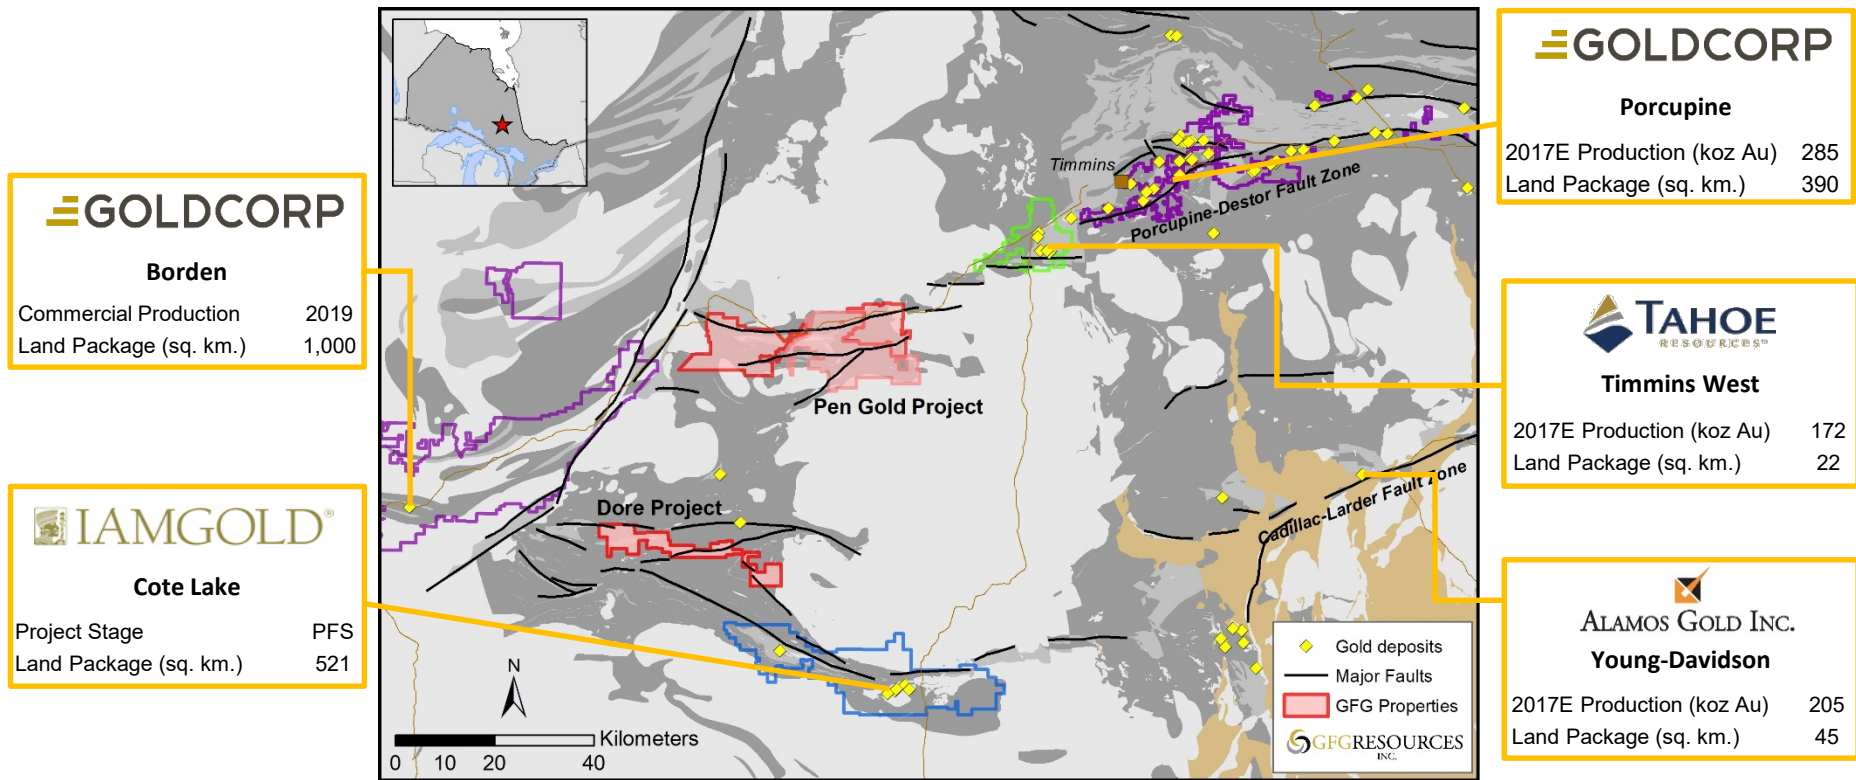 GOLDCORP
Borden
Commercial Production 2019
Land Package (sq. km.) 1,000
IAMGOLD®
Cote Lake
Project Stage PFS
Land Package (sq. km.) 521
Timmins
Porcupine-Destor Fault Zone
Pen Gold Project
Dore Project
Cadillac-Larder Fault Zone
N
Kilometers
0 10 20 40
Gold deposits
Major Faults
GFG Properties
GFGRESOURCES
INC.
GOLDCORP
Porcupine
2017E Production (koz Au) 285
Land Package (sq. km.) 390
TAHOE
RESOURCES
Timmins West
2017E Production (koz Au) 172
Land Package (sq. km.) 22
ALAMOS GOLD INC.
Young-Davidson
2017E Production (koz Au) 205
Land Package (sq. km.) 45